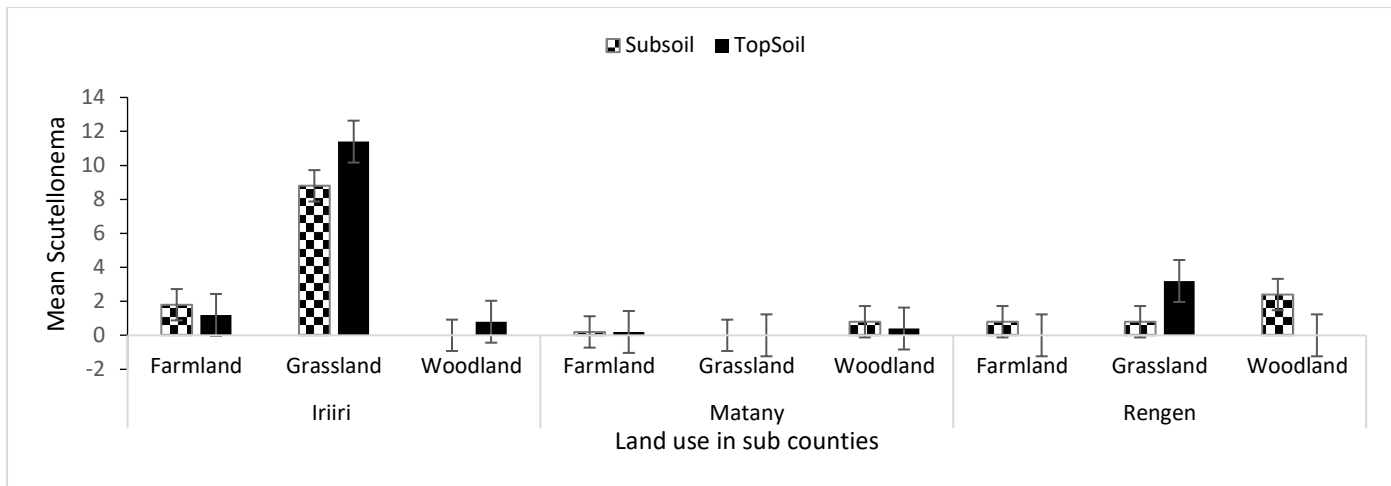 Subsoil TopSoil
Mean Scutellonema
14
12
10
8
6
4
2
0
-2
Farmland Grassland Woodland Farmland Grassland Woodland Farmland Grassland Woodland
Iriiri Matany Rengen
Land use in sub counties